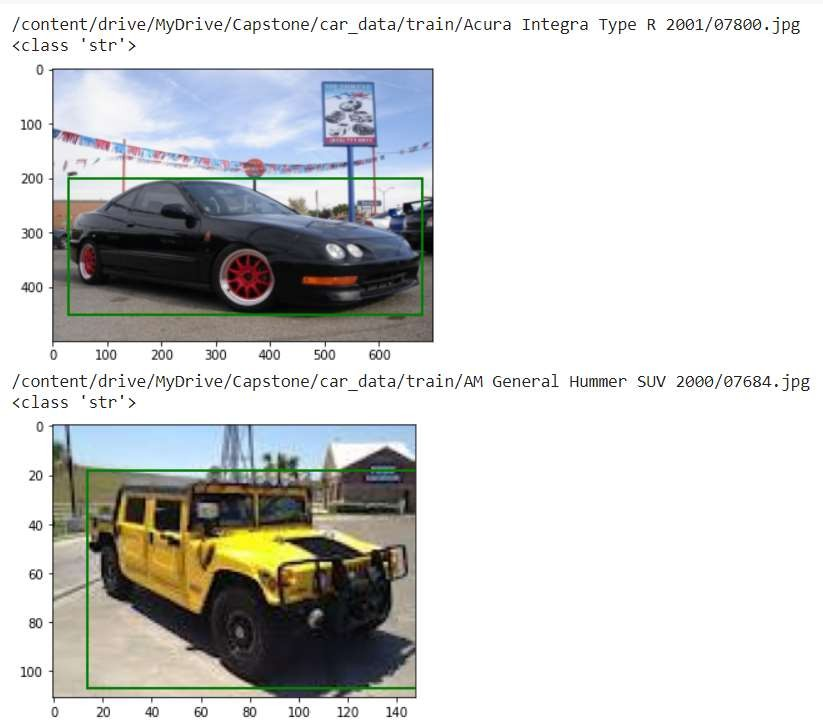 /content/drive/MyDrive/Capstone/car_data/train/Acura Integra Type R 2001/07800.jpg
<class 'str'>
0
100
200
300
400
0 100 200 300 400 500 600
/content/drive/MyDrive/Capstone/car_data/train/AM General Hummer SUV 2000/07684.jpg
<class 'str'>
0
20
40
60
80
100
0 20 40 60 80 100 120 140